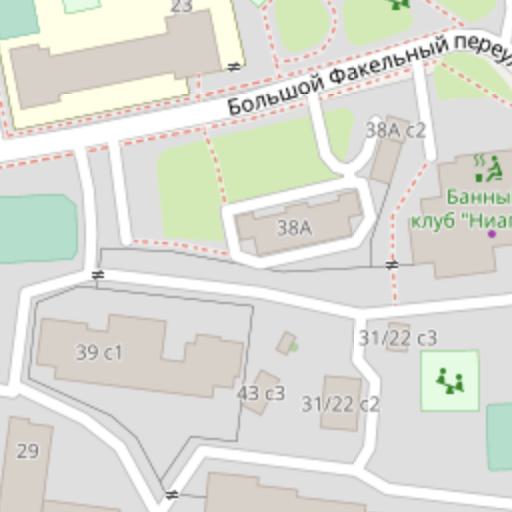 23
Большой Факельный переу
38А с2
Банны
клуб "Ниаг
38А
39 с1
31/22 с3
43 с3
31/22 с2
29